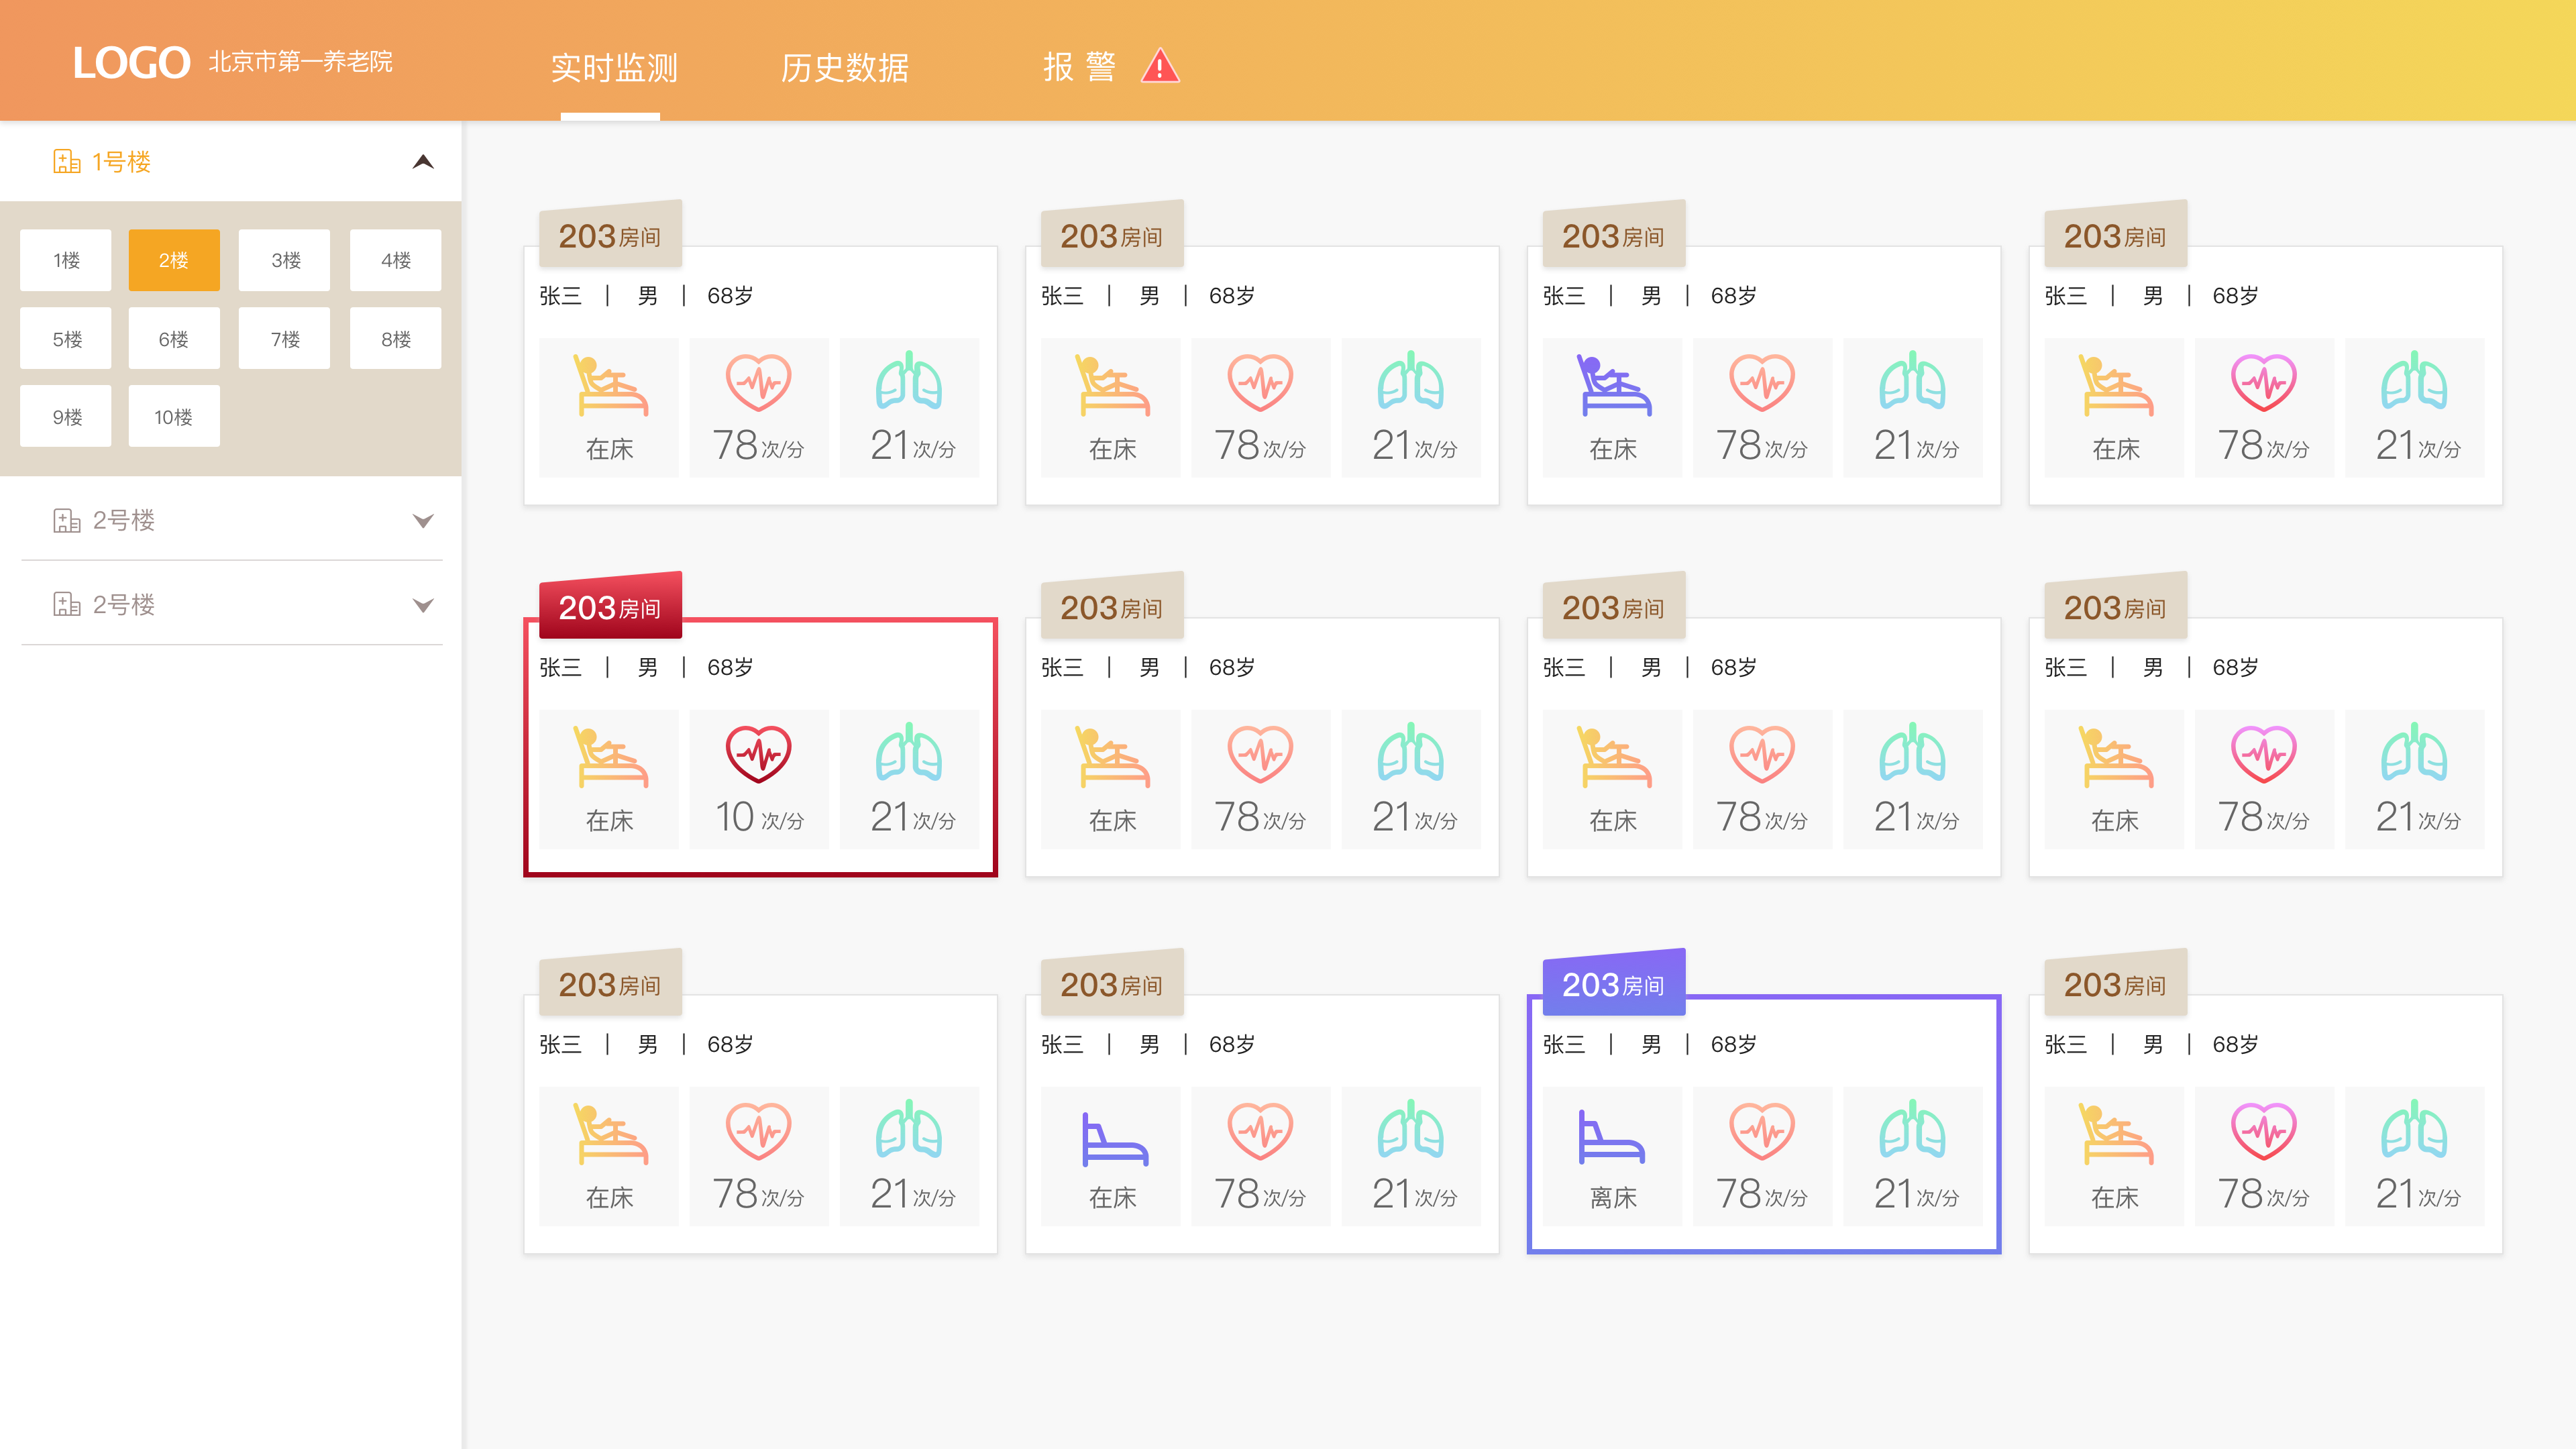 LOGO 北京市第一养老院 实时监测 历史数据 报 警
1号楼
1楼 2楼 3楼 4楼
5楼 6楼 7楼 8楼
9楼 10楼
2号楼
2号楼
203房间 203房间 203房间 203房间
张三 | 男 | 68岁 张三 | 男 | 68岁 张三 | 男 | 68岁 张三 | 男 | 68岁
在床 78次/分 21次/分 在床 78次/分 21次/分 在床 78次/分 21次/分 在床 78次/分 21次/分
203房间 203房间 203房间 203房间
张三 | 男 | 68岁 张三 | 男 | 68岁 张三 | 男 | 68岁 张三 | 男 | 68岁
在床 10 次/分 21次/分 在床 78次/分 21次/分 在床 78次/分 21次/分 在床 78次/分 21次/分
203房间 203房间 203房间 203房间
张三 | 男 | 68岁 张三 | 男 | 68岁 张三 | 男 | 68岁 张三 | 男 | 68岁
在床 78次/分 21次/分 在床 78次/分 21次/分 离床 78次/分 21次/分 在床 78次/分 21次/分